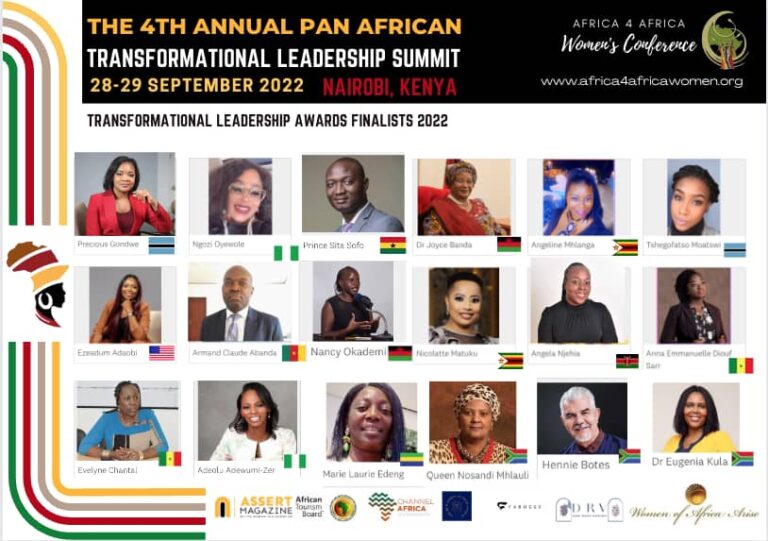 THE 4TH ANNUAL PAN AFRICAN
TRANSFORMATIONAL LEADERSHIP SUMMIT
28-29 SEPTEMBER 2022 NAIROBI, KENYA
AFRICA 4 AFRICA
Women's Conference
www.africa4africawomen.org
TRANSFORMATIONAL LEADERSHIP AWARDS FINALISTS 2022
Precious Gondwe
Ngozi Oyewole
Prince Sita Sofo
Dr Joyce Banda
Angeline Mhlanga
Tshegofatso Moatswi
Ezeadum Adaobi
Armand Claude Abanda
Nancy Okademi
Nicolatte Matuku
Angela Njehia
Anna Emmanuelle Diouf
Sarr
Evelyne Chantal
Adeolu Adewumi-Zer
Marie Laurie Edeng
Queen Nosandi Mhlauli
Hennie Botes
Dr Eugenia Kula
ASSERT
MAGAZINE
African
Tourism
Board
CHANNEL
AFRICA
DRA
Women of Africa Arise